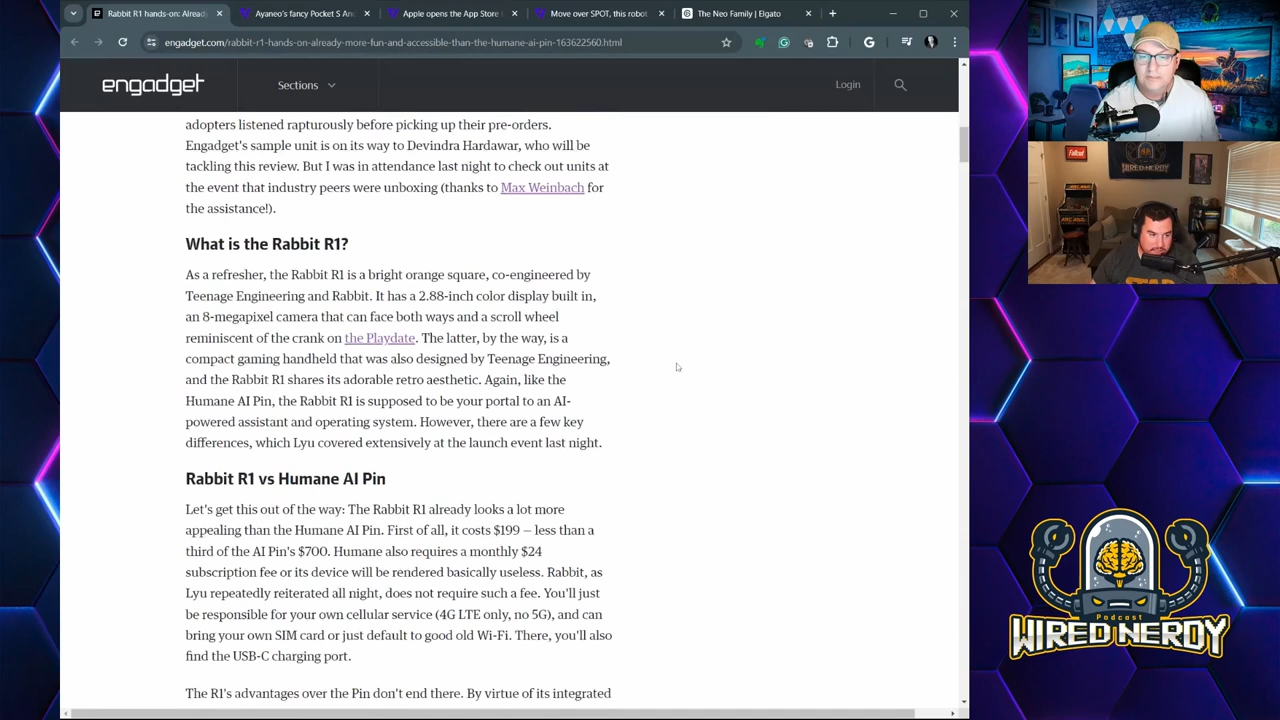 Rabbit R1 hands-on: Alread
Ayaneo's fancy Pocket S An
Apple opens the App Store
Move over SPOT, this robot
The Neo Family | Elgato
engadget.com/rabbit-r1-hands-on-already-more-fun-and-accessible-than-the-humane-ai-pin-163622560.html
engadget
Sections
Login
adopters listened rapturously before picking up their pre-orders.
Engadget's sample unit is on its way to Devindra Hardawar, who will
be tackling this review. But I was in attendance tonight to check out units at
the event that industry peers were unboxing (thanks to Max Weinbach for
the assistance!).
What is the Rabbit R1?
As a refresher, the Rabbit R1 is a bright orange square, co-engineered by
Teenage Engineering and Rabbit. It has a 2.88-inch color display built in,
an 8-megapixel camera that can face both ways and a scroll wheel
reminiscent of the crank on the Playdate. The latter, by the way, is a
compact gaming handheld that was also designed by Teenage Engineering,
and the Rabbit R1 shares its adorable retro aesthetic. Again, like the
Humane AI Pin, the Rabbit R1 is supposed to be your portal to an AI-
powered assistant and operating system. However, there are a few key
differences, which Lyu covered extensively at the launch event last night.
Rabbit R1 vs Humane AI Pin
Let's get this out of the way: The Rabbit R1 already looks a lot more
appealing than the Humane AI Pin. First of all, it costs $199 — less than a
third of the AI Pin's $700. Humane also requires a monthly $24
subscription fee or its device will be rendered basically useless. Rabbit, as
Lyu repeatedly reiterated all night, does not require such a fee. You'll just
be responsible for your own cellular service (4G LTE only, no 5G), and can
bring your own SIM card or just default to good old Wi-Fi. There, you'll also
find the USB-C charging port.
The R1's advantages over the Pin don't end there. By virtue of its integrated
Fallout
WIRED NERDY
STAR
Podcast
WIRED NERDY